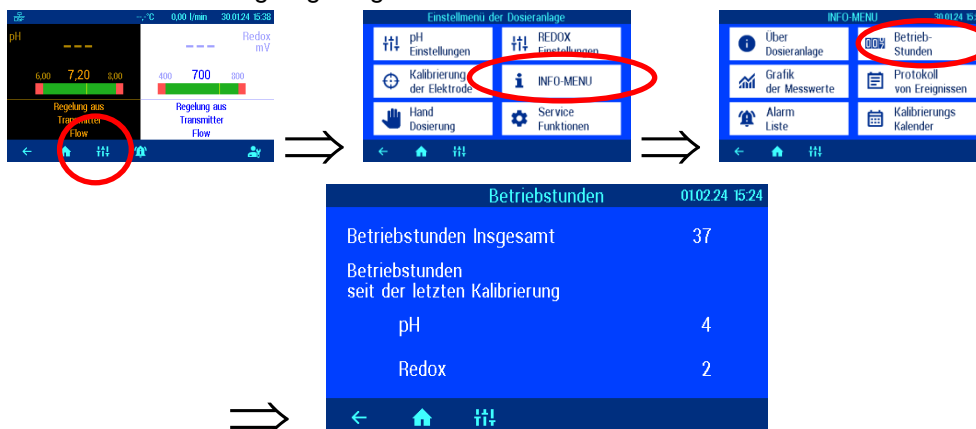 --,-°C 0,00 l/min 30.01.24 15:38
pH
Redox
mV
--- ---
6,00 7,20 8,00
400 700 800
Regelung aus
Transmitter
Flow
Regelung aus
Transmitter
Flow
Einstellmenü der Dosieranlage
pH
Einstellungen
REDOX
Einstellungen
Kalibrierung
der Elektrode
INFO-MENU
Hand
Dosierung
Service
Funktionen
INFO-MENU 30.01.24 15:3
Über
Dosieranlage
Betrieb-
Stunden
Grafik
der Messwerte
Protokoll
von Ereignissen
Alarm
Liste
Kalibrierungs
Kalender
Betriebstunden 01.02.24 15:24
Betriebstunden Insgesamt 37
Betriebstunden
seit der letzten Kalibrierung
pH 4
Redox 2